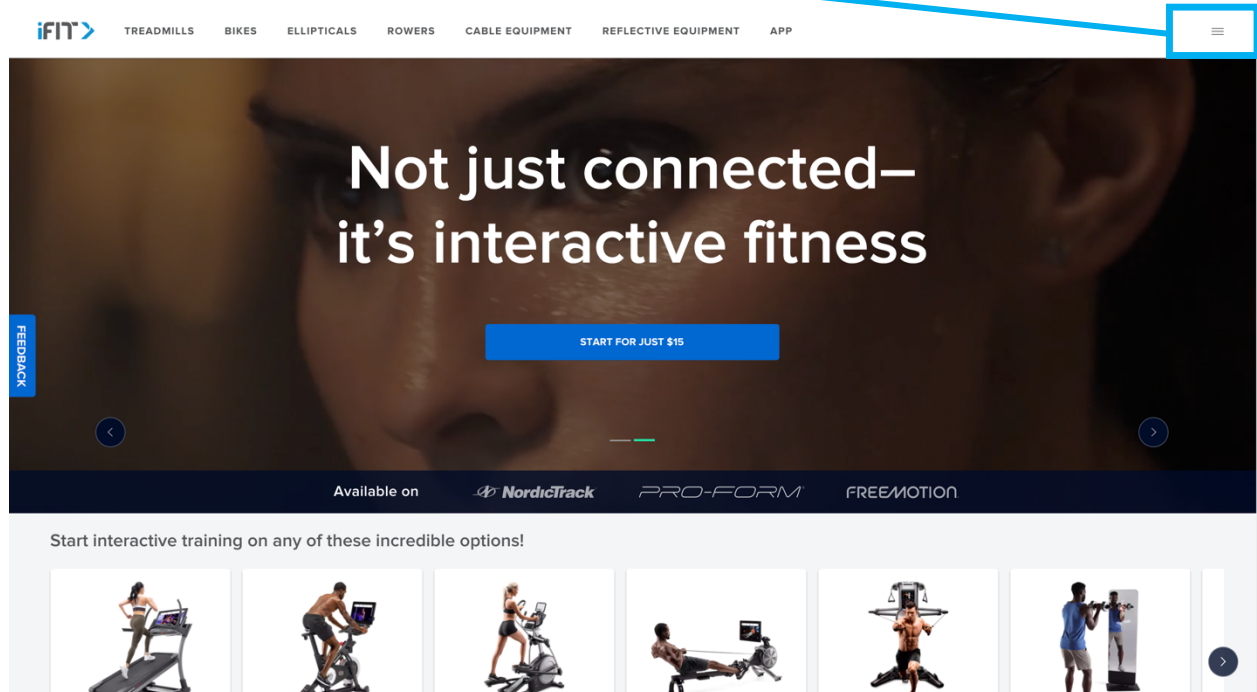 iFIT
TREADMILLS BIKES ELLIPTICALS ROWERS CABLE EQUIPMENT REFLECTIVE EQUIPMENT APP
Not just connected–
it’s interactive fitness
START FOR JUST $15
FEEDBACK
Available on NordicTrack PRO-FORM FREEMOTION
Start interactive training on any of these incredible options!